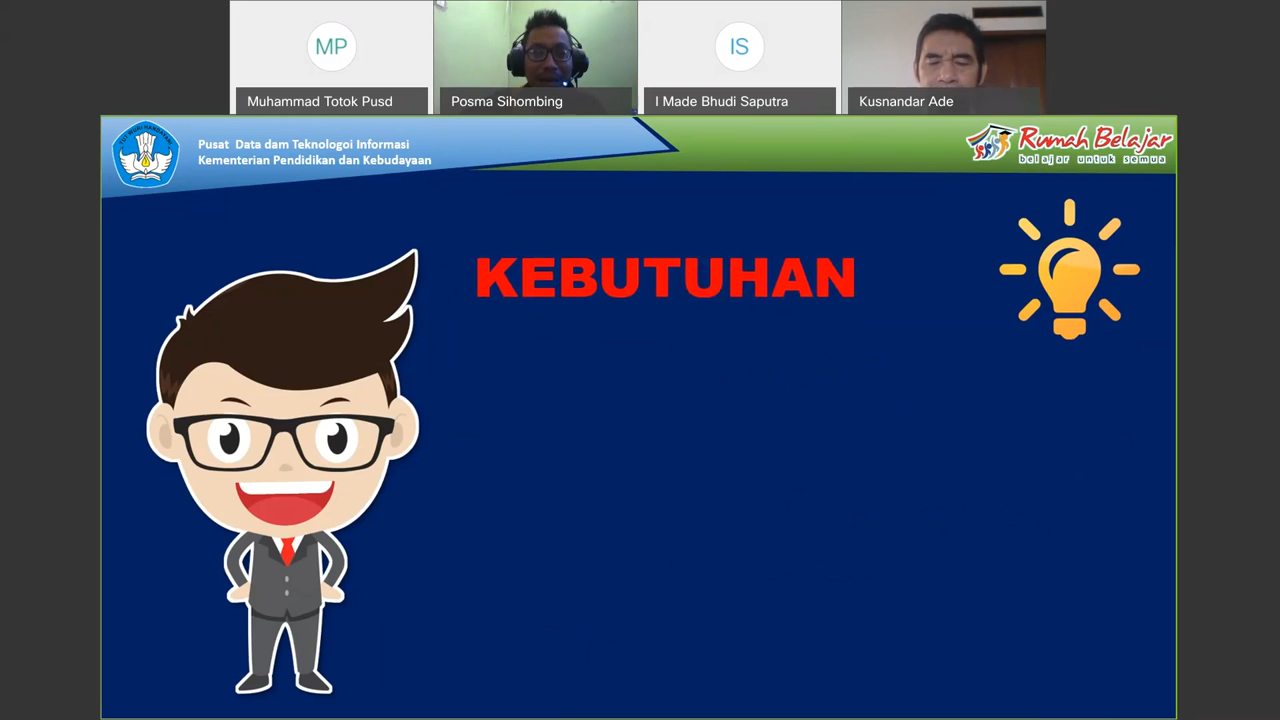 MP
IS
Muhammad Totok Pusd
Posma Sihombing
I Made Bhudi Saputra
Kusnandar Ade
Pusat Data dam Teknologoi Informasi
Kementerian Pendidikan dan Kebudayaan
Rumah Belajar
belajar untuk semua
KEBUTUHAN